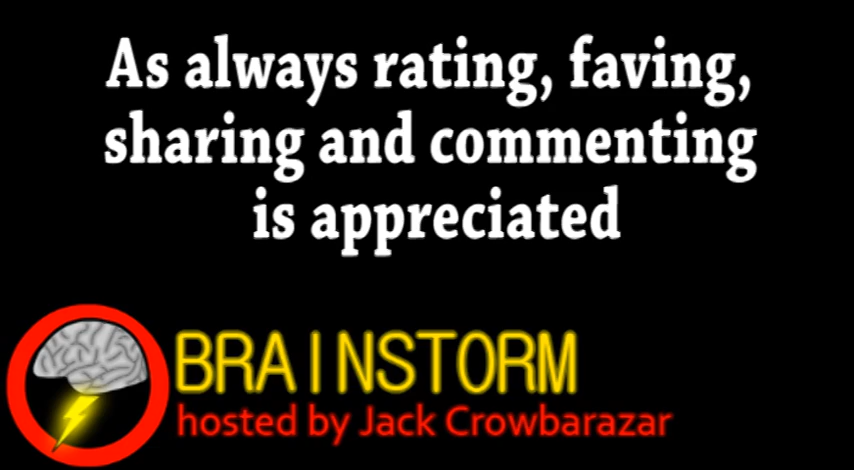 As always rating, faving,
sharing and commenting
is appreciated
BRAINSTORM
hosted by Jack Crowbarazar